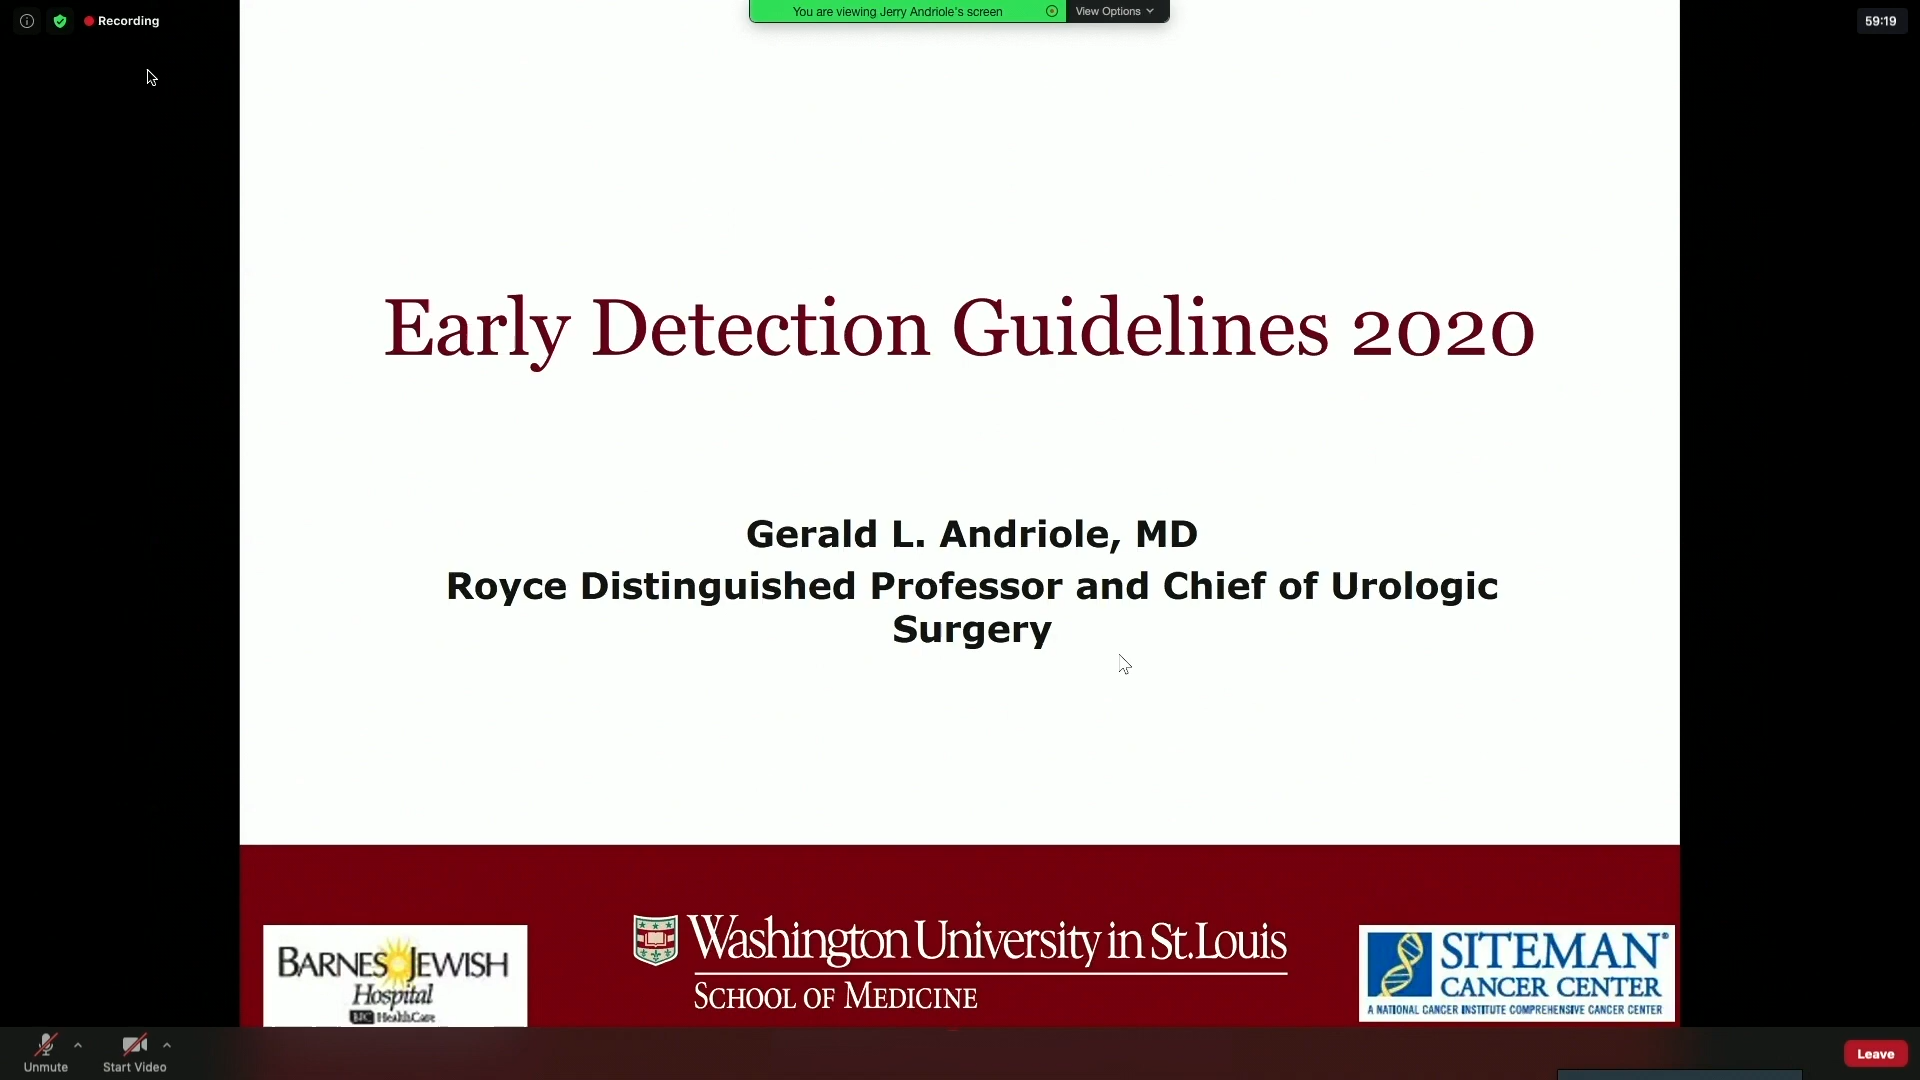 Recording
You are viewing Jerry Andriole's screen
View Options
59:19
Early Detection Guidelines 2020
Gerald L. Andriole, MD
Royce Distinguished Professor and Chief of Urologic
Surgery
BARNES JEWISH
Hospital
BJC HealthCare
Washington University in St. Louis
SCHOOL OF MEDICINE
SITEMAN®
CANCER CENTER
A NATIONAL CANCER INSTITUTE COMPREHENSIVE CANCER CENTER
Unmute
Start Video
Leave